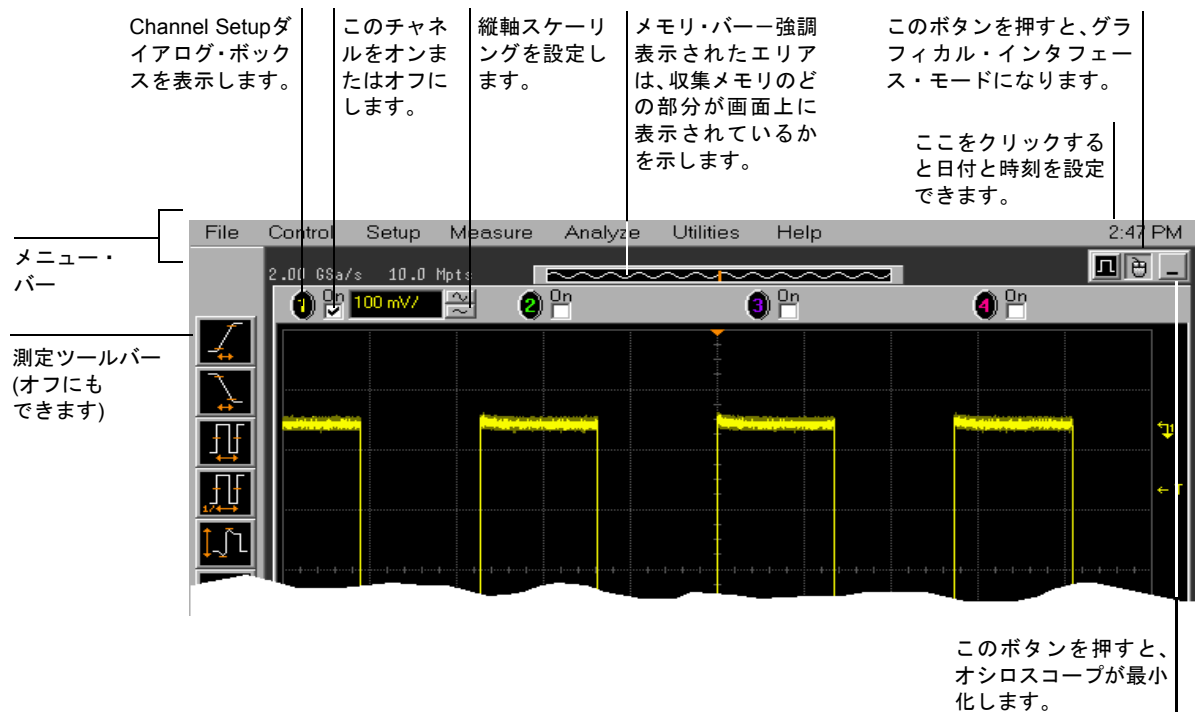 Channel Setupダ
イアログ・ボック
スを表示します。
このチャネ
ルをオンま
たはオフに
します。
縦軸スケーリ
ングを設定し
ます。
メモリ・バー－強調
表示されたエリア
は、収集メモリのど
の部分が画面上に
表示されているか
を示します。
このボタンを押すと、グラ
フィカル・インタフェー
ス・モードになります。
ここをクリックする
と日付と時刻を設定
できます。
メニュー・
バー
File Control Setup Measure Analyze Utilities Help 2:47 PM
2.00 GSa/s 10.0 Mpts
1 On 100 mV/ 2 On 3 On 4 On
測定ツールバー
(オフにも
できます)
1
T
1/
このボタンを押すと、
オシロスコープが最小
化します。